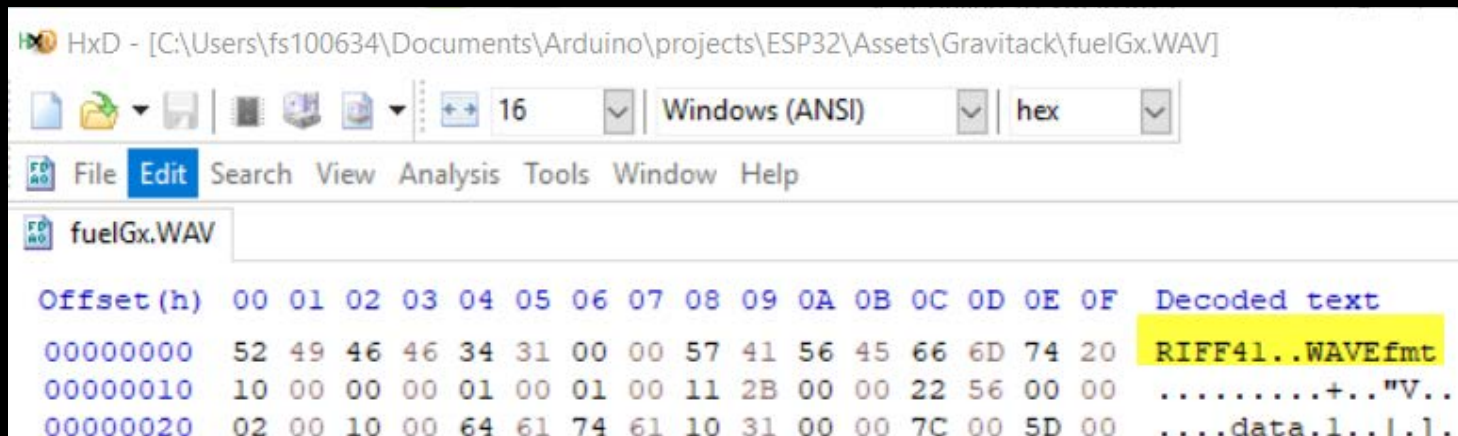 HxD - [C:\Users\fs100634\Documents\Arduino\projects\ESP32\Assets\Gravitack\fuelGx.WAV]
16 Windows (ANSI) hex
File Edit Search View Analysis Tools Window Help
fuelGx.WAV
Offset(h) 00 01 02 03 04 05 06 07 08 09 0A 0B 0C 0D 0E 0F Decoded text
00000000 52 49 46 46 34 31 00 00 57 41 56 45 66 6D 74 20 RIFF41..WAVEfmt
00000010 10 00 00 00 01 00 01 00 11 2B 00 00 22 56 00 00 .........+.."V..
00000020 02 00 10 00 64 61 74 61 10 31 00 00 7C 00 5D 00 ....data.1..|.].